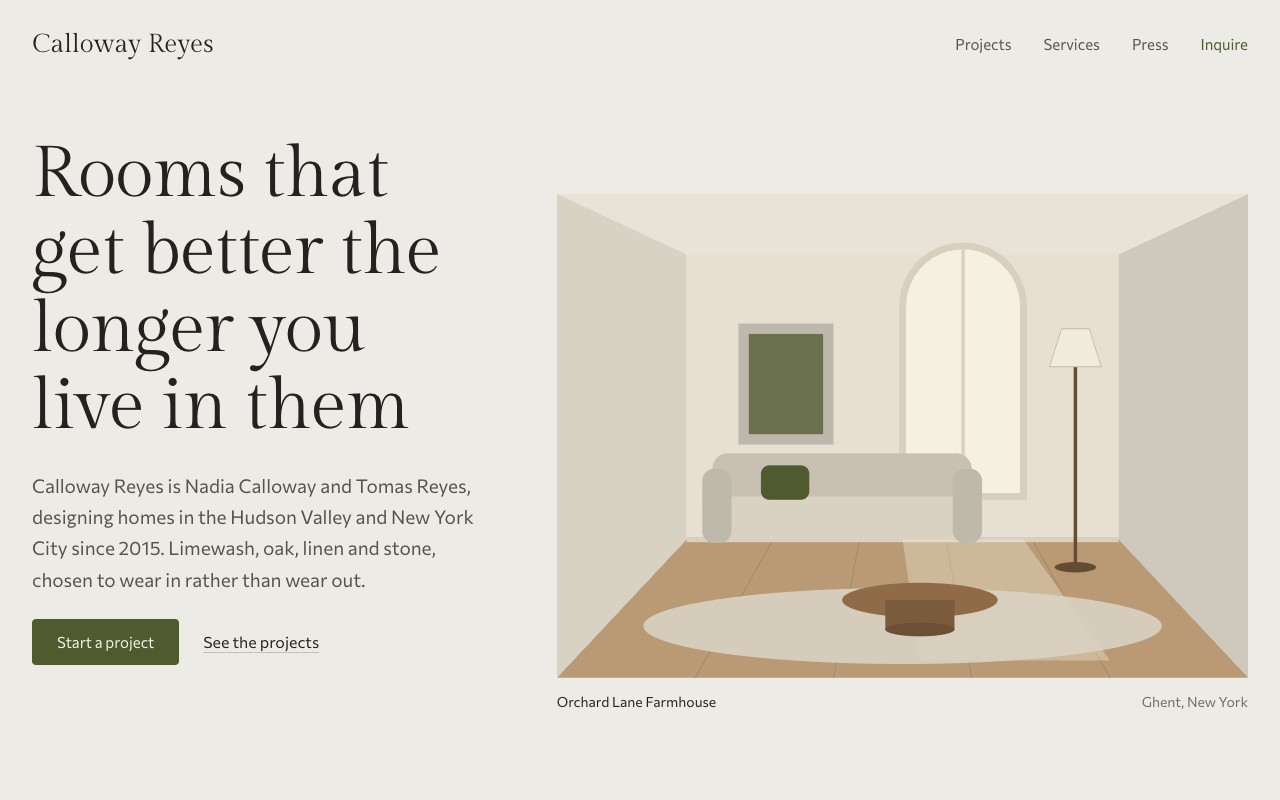 Calloway Reyes
Projects
Services
Press
Inquire
Rooms that
get better the
longer you
live in them
Calloway Reyes is Nadia Calloway and Tomas Reyes,
designing homes in the Hudson Valley and New York
City since 2015. Limewash, oak, linen and stone,
chosen to wear in rather than wear out.
Start a project
See the projects
Orchard Lane Farmhouse
Ghent, New York